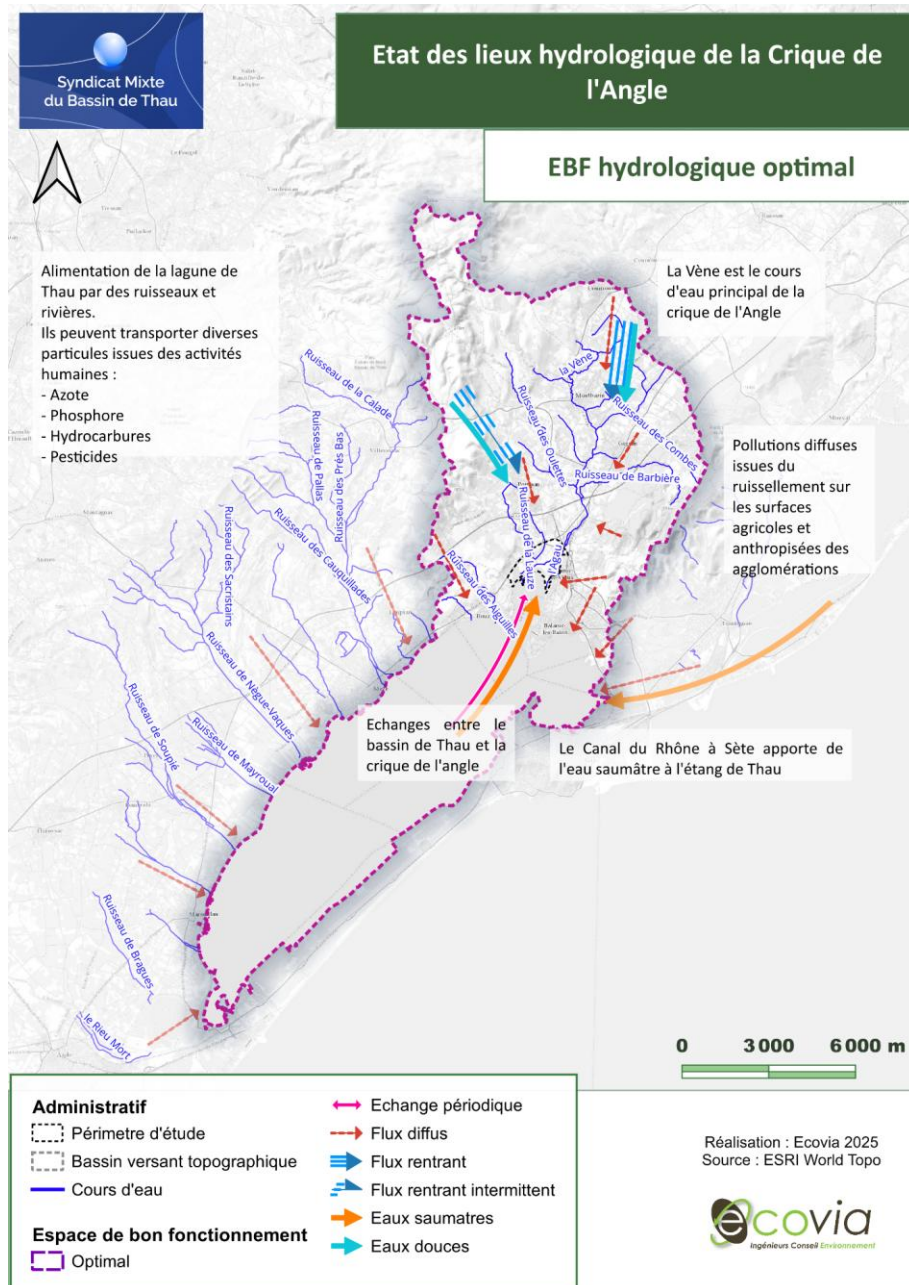 Syndicat Mixte
du Bassin de Thau
Etat des lieux hydrologique de la Crique de
l'Angle
EBF hydrologique optimal
Alimentation de la lagune de
Thau par des ruisseaux et
rivières.
Ils peuvent transporter diverses
particules issues des activités
humaines :
- Azote
- Phosphore
- Hydrocarbures
- Pesticides
La Vène est le cours
d'eau principal de la
crique de l'Angle
Pollutions diffuses
issues du
ruissellement sur
les surfaces
agricoles et
anthropisées des
agglomérations
Ruisseau de la Calade
la Vène
Ruisseau des Combes
Ruisseau des Oulettes
Ruisseau de Barbière
Ruisseau de Pallas
Ruisseau des Prés Bas
Ruisseau de la Lauze
l'Agau
Ruisseau des Sacristains
Ruisseau des Cauquillades
Ruisseau des Aiguilles
Ruisseau de Nègue-Vaques
Ruisseau de Soupié
Ruisseau de Mayroual
Ruisseau de Bragues
le Rieu Mort
Echanges entre le
bassin de Thau et la
crique de l'angle
Le Canal du Rhône à Sète apporte de
l'eau saumâtre à l'étang de Thau
0 3 000 6 000 m
Administratif
Périmetre d'étude
Bassin versant topographique
Cours d'eau
Espace de bon fonctionnement
Optimal
Echange périodique
Flux diffus
Flux rentrant
Flux rentrant intermittent
Eaux saumatres
Eaux douces
Réalisation : Ecovia 2025
Source : ESRI World Topo
ecovia
Ingénieurs Conseil Environnement